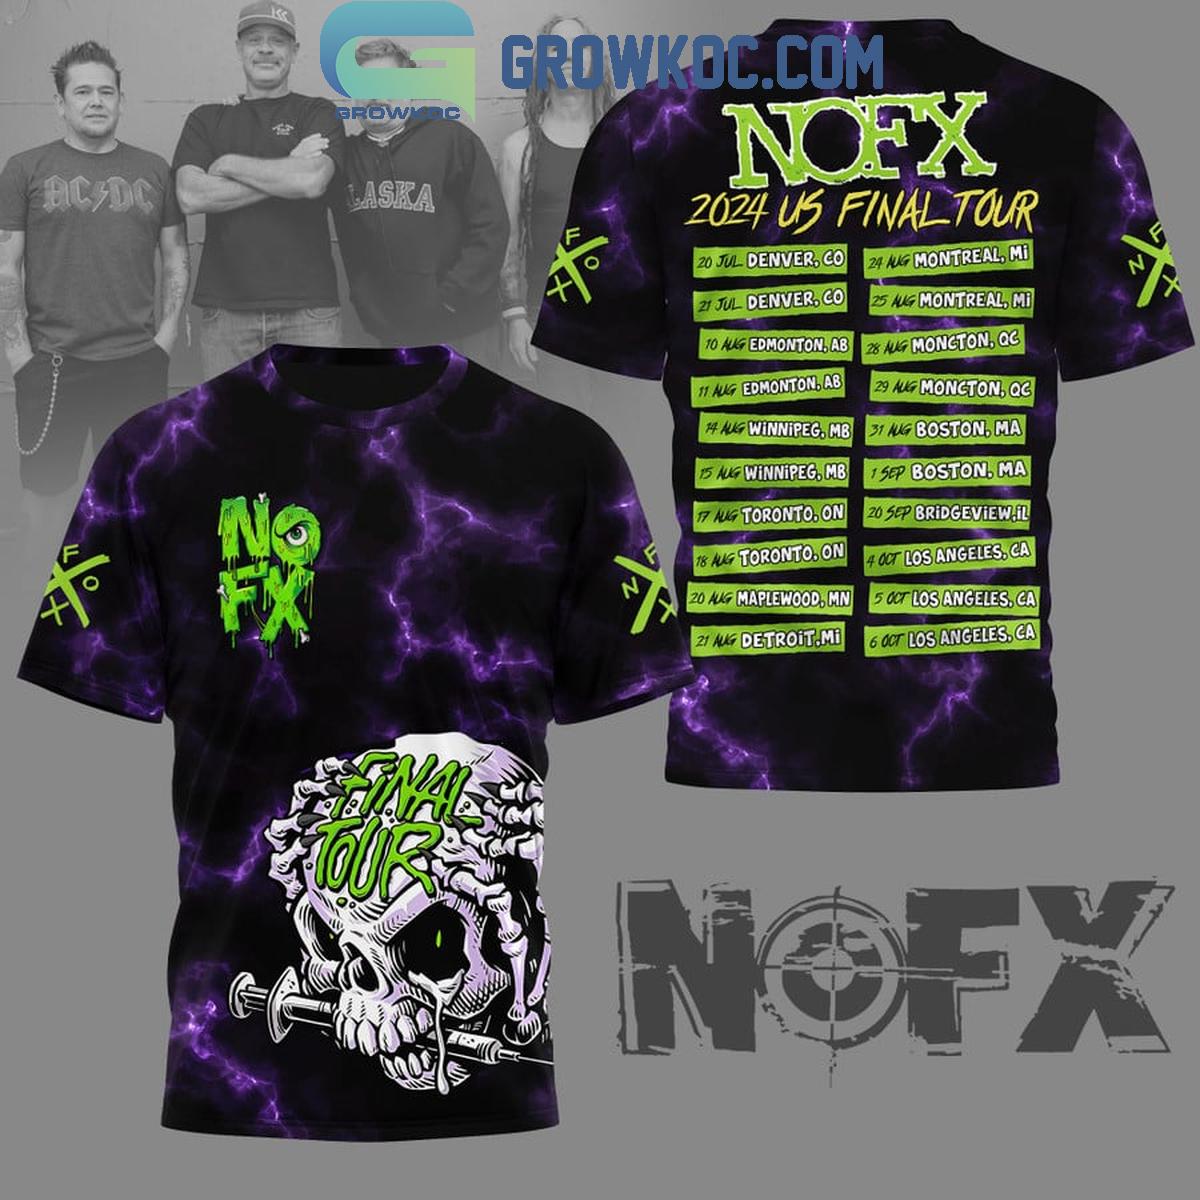 GROWKOC.COM
GROWKOC
AC/DC
ALASKA
NOFX
2024 US FINAL TOUR
20 JUL DENVER, CO
21 JUL DENVER, CO
10 AUG EDMONTON, AB
11 AUG EDMONTON, AB
14 AUG WINNIPEG, MB
15 AUG WINNIPEG, MB
17 AUG TORONTO, ON
18 AUG TORONTO, ON
20 AUG MAPLEWOOD, MN
21 AUG DETROIT, Mi
24 AUG MONTREAL, Mi
25 AUG MONTREAL, Mi
28 AUG MONCTON, QC
29 AUG MONCTON, QC
31 AUG BOSTON, MA
1 SEP BOSTON, MA
20 SEP BRIDGEVIEW, iL
4 OCT LOS ANGELES, CA
5 OCT LOS ANGELES, CA
6 OCT LOS ANGELES, CA
F O X
N
NO
FX
F O X
N
FINAL
TOUR
NOFX